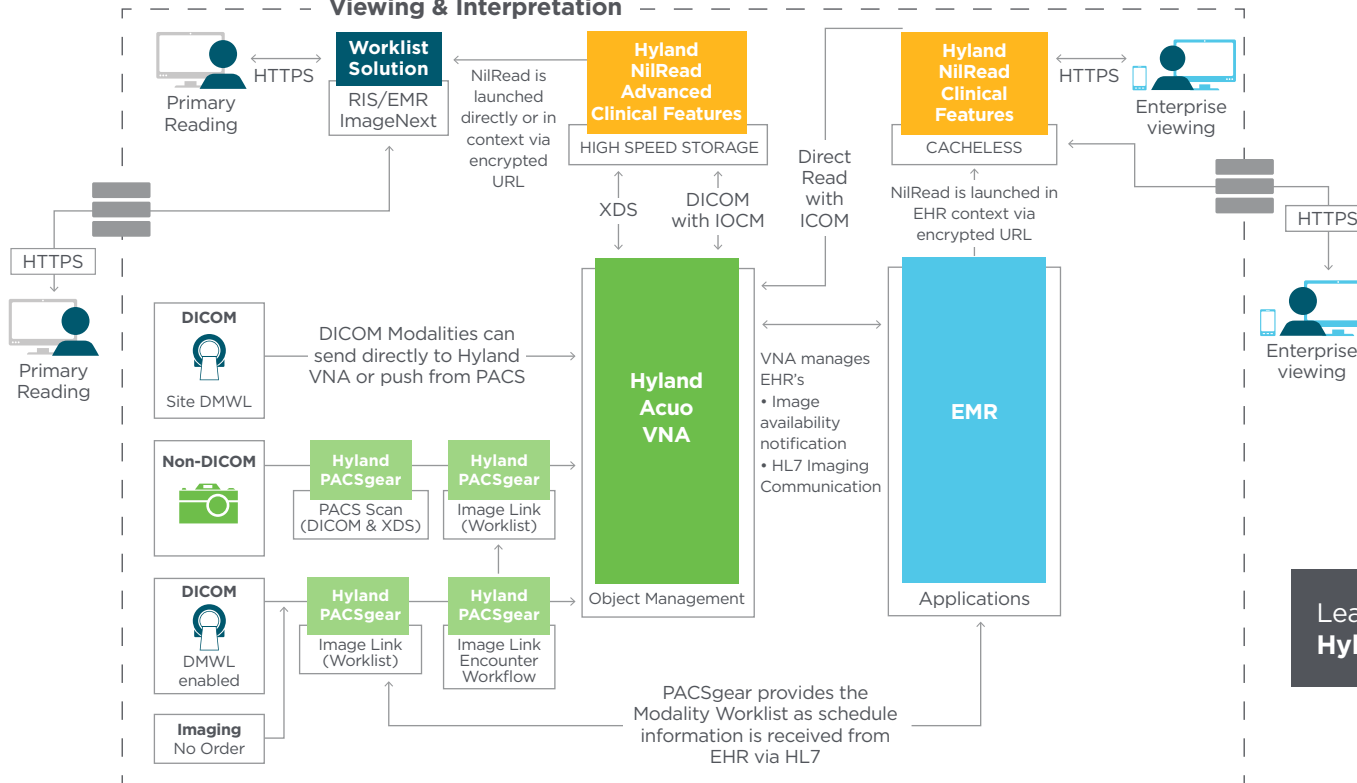 Viewing & Interpretation
Primary
Reading
HTTPS
Worklist
Solution
RIS/EMR
ImageNext
NilRead is
launched
directly or in
context via
encrypted
URL
Hyland
NilRead
Advanced
Clinical Features
HIGH SPEED STORAGE
XDS
DICOM
with IOCM
Direct
Read
with
ICOM
Hyland
NilRead
Clinical
Features
CACHELESS
NilRead is launched in
EHR context via
encrypted URL
HTTPS
Enterprise
viewing
HTTPS
Primary
Reading
HTTPS
Enterprise
viewing
DICOM
Site DMWL
DICOM Modalities can
send directly to Hyland
VNA or push from PACS
Non-DICOM
Hyland
PACSgear
PACS Scan
(DICOM & XDS)
Hyland
PACSgear
Image Link
(Worklist)
DICOM
DMWL
enabled
Hyland
PACSgear
Image Link
(Worklist)
Hyland
PACSgear
Image Link
Encounter
Workflow
Imaging
No Order
Hyland
Acuo
VNA
Object Management
VNA manages
EHR's
• Image
availability
notification
• HL7 Imaging
Communication
EMR
Applications
PACSgear provides the
Modality Worklist as schedule
information is received from
EHR via HL7